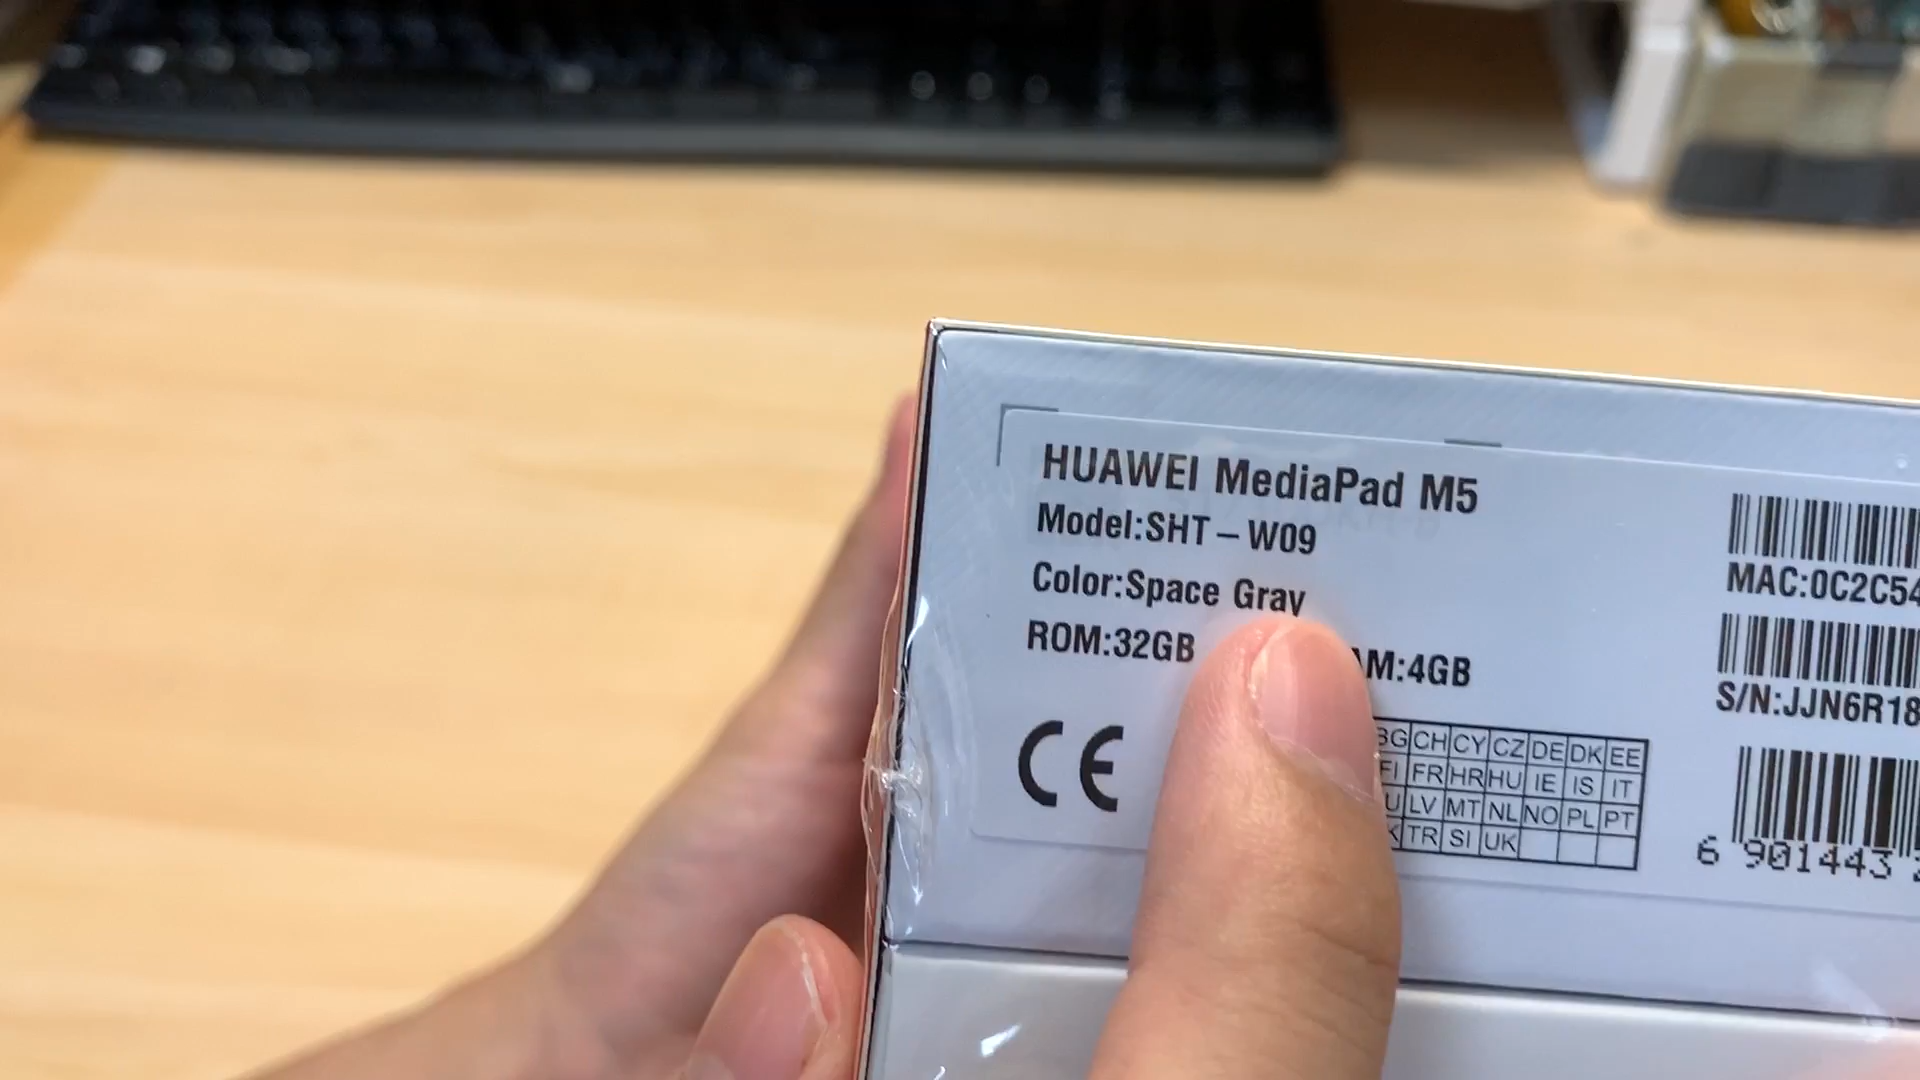 HUAWEI MediaPad M5
Model:SHT-W09
Color:Space Gray
ROM:32GB AM:4GB
CE
BG CH CY CZ DE DK EE
FI FR HR HU IE IS IT
U LV MT NL NO PL PT
K TR SI UK
MAC:0C2C54
S/N:JJN6R18
6 901443